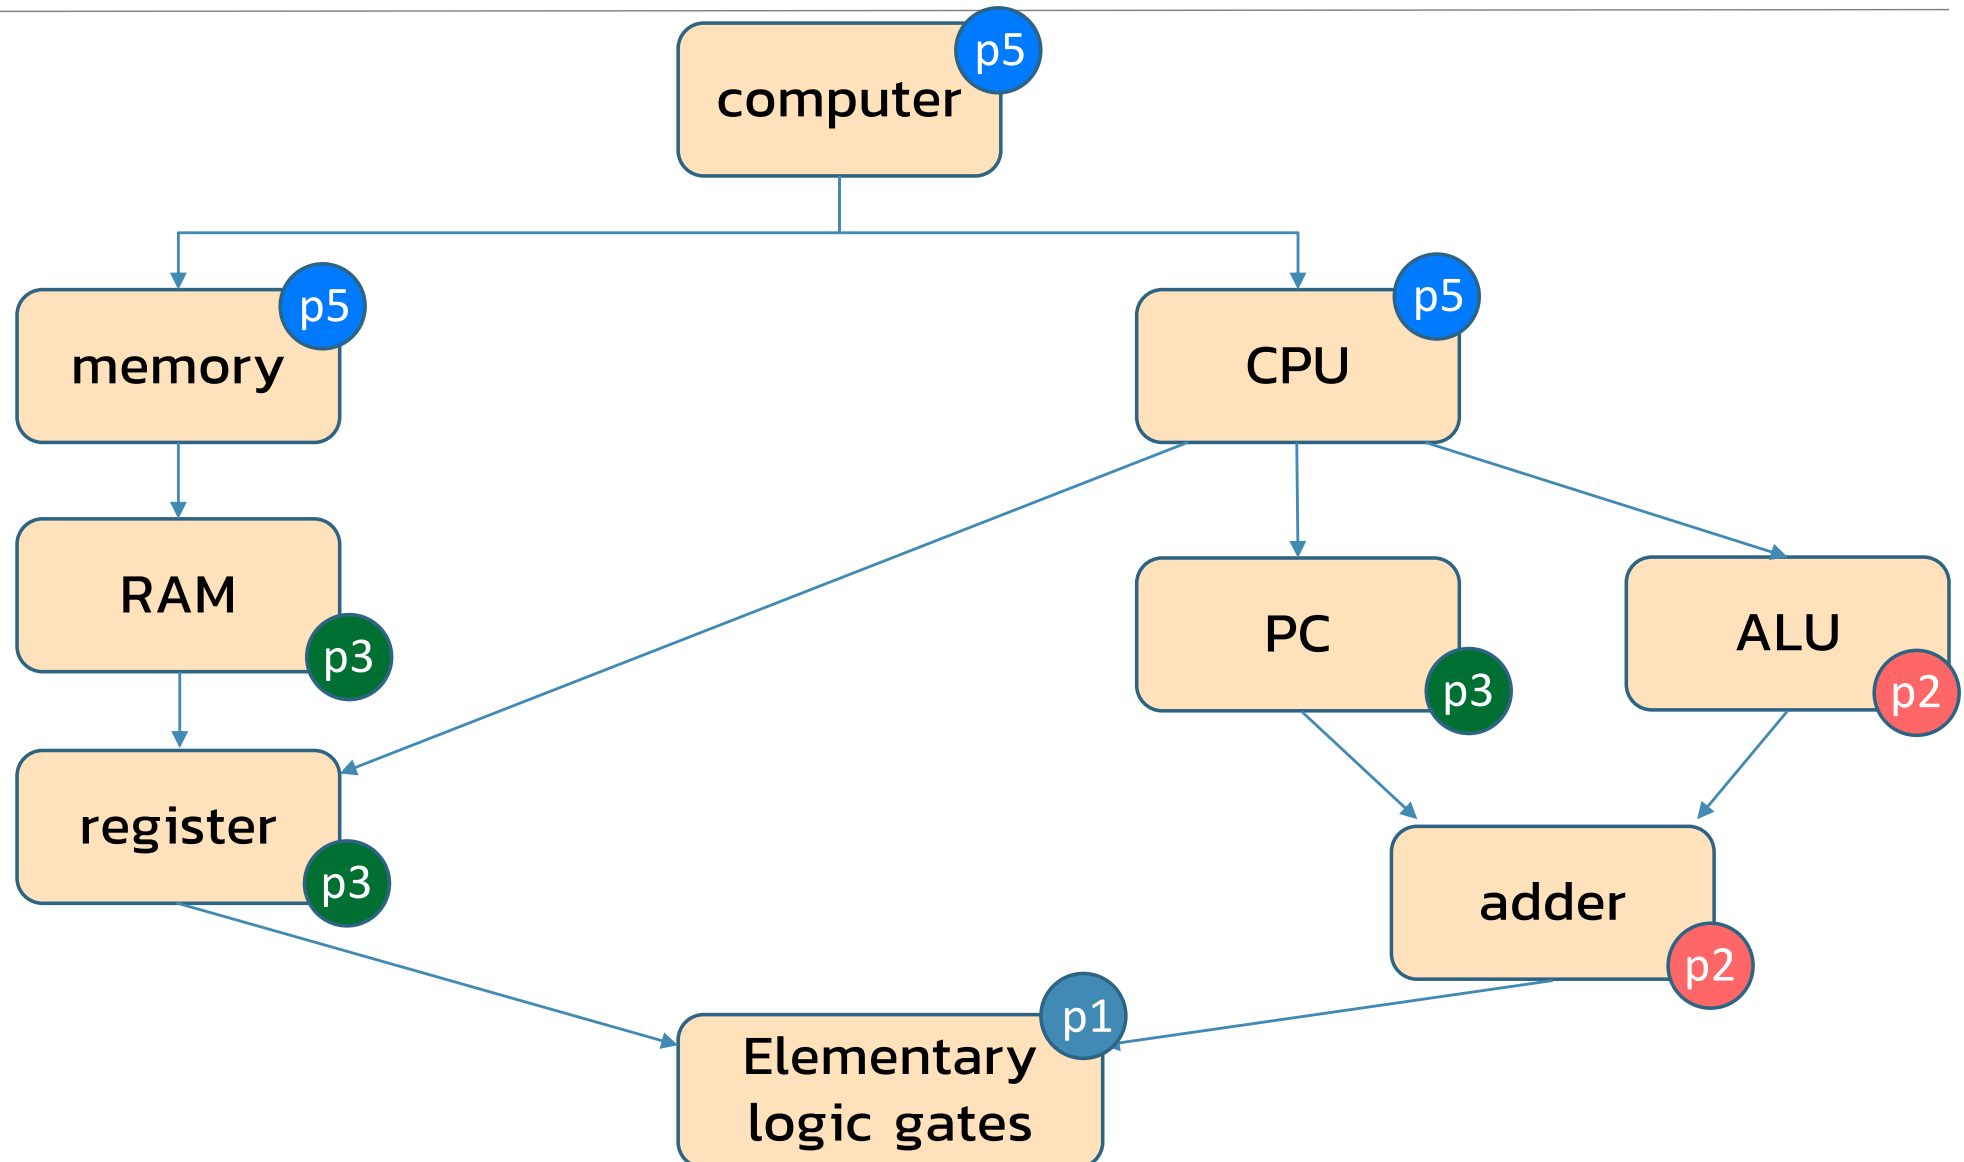 computer
p5
memory
p5
CPU
p5
RAM
p3
PC
p3
ALU
p2
register
p3
adder
p2
Elementary
logic gates
p1